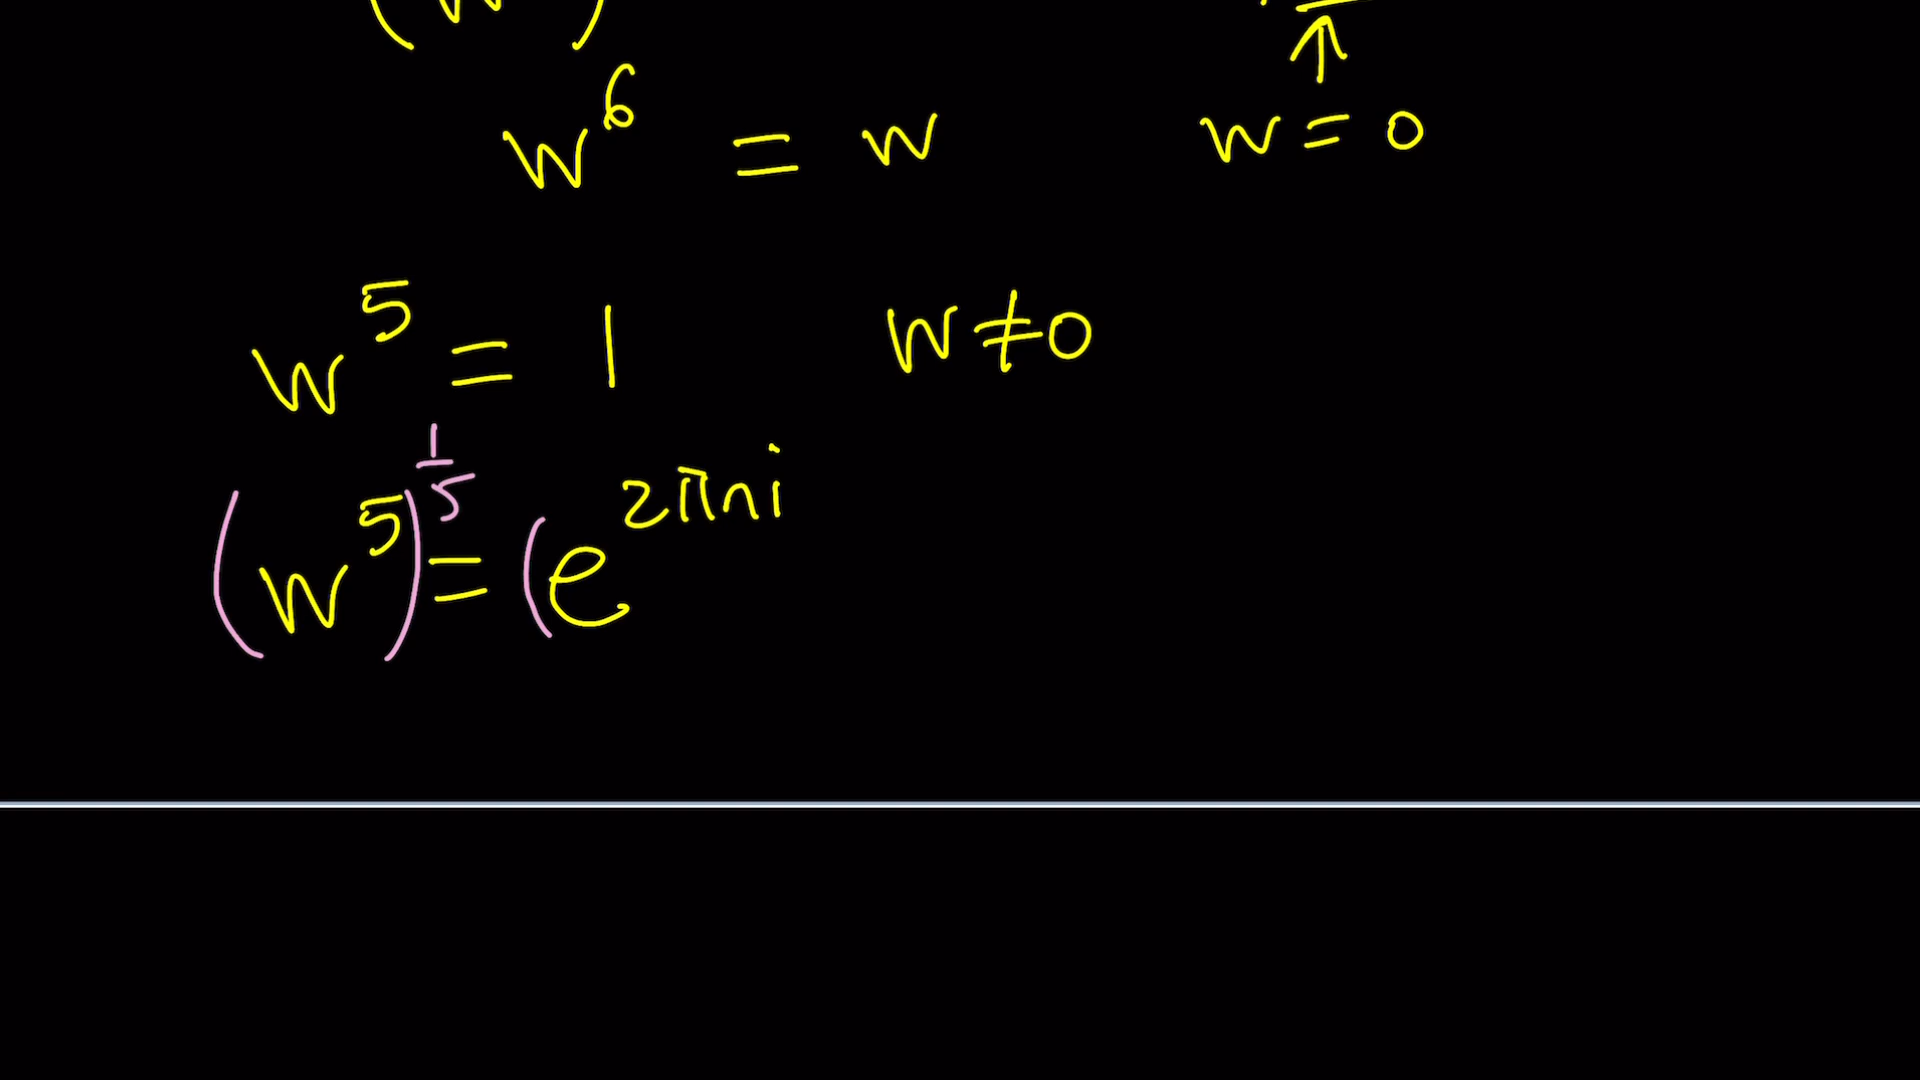 (w)
w⁶ = w w = 0
w⁵ = 1 w ≠ 0
(w⁵)^(1/5) = (e^(2πni)